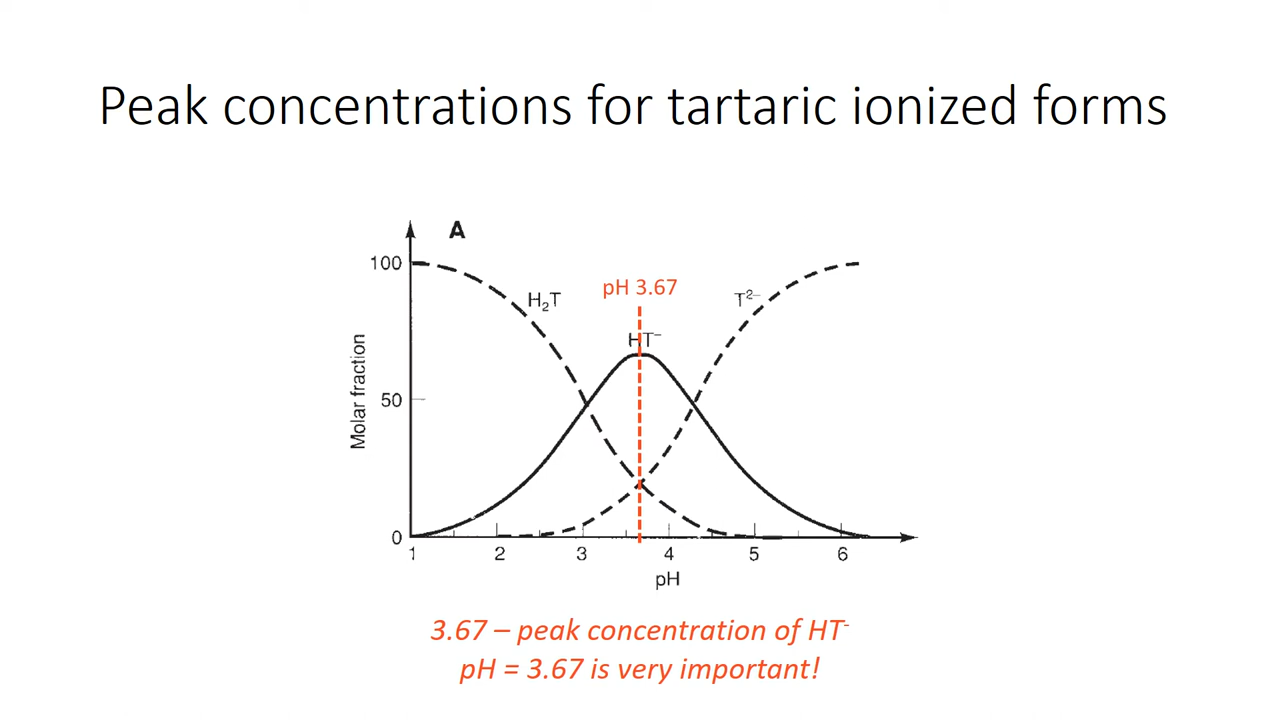 Peak concentrations for tartaric ionized forms
A
100
H₂T
pH 3.67
T²⁻
HT⁻
Molar fraction
50
0
1 2 3 4 5 6
pH
3.67 – peak concentration of HT⁻
pH = 3.67 is very important!